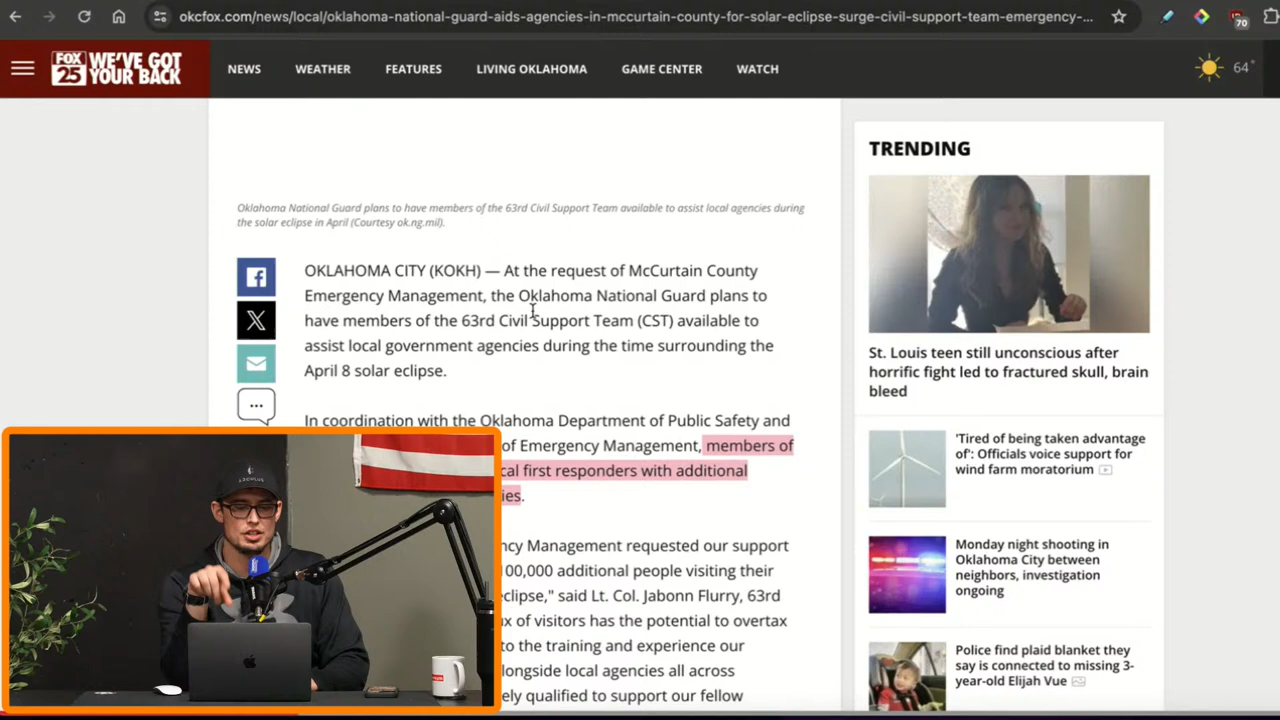 okcfox.com/news/local/oklahoma-national-guard-aids-agencies-in-mccurtain-county-for-solar-eclipse-surge-civil-support-team-emergency-...
70
FOX 25 WE'VE GOT YOUR BACK
NEWS WEATHER FEATURES LIVING OKLAHOMA GAME CENTER WATCH
64°
Oklahoma National Guard plans to have members of the 63rd Civil Support Team available to assist local agencies during
the solar eclipse in April (Courtesy ok.ng.mil).
OKLAHOMA CITY (KOKH) — At the request of McCurtain County
Emergency Management, the Oklahoma National Guard plans to
have members of the 63rd Civil Support Team (CST) available to
assist local government agencies during the time surrounding the
April 8 solar eclipse.
In coordination with the Oklahoma Department of Public Safety and
of Emergency Management, members of
cal first responders with additional
ies.
ncy Management requested our support
100,000 additional people visiting their
eclipse," said Lt. Col. Jabonn Flurry, 63rd
x of visitors has the potential to overtax
to the training and experience our
longside local agencies all across
ely qualified to support our fellow
TRENDING
St. Louis teen still unconscious after
horrific fight led to fractured skull, brain
bleed
'Tired of being taken advantage
of': Officials voice support for
wind farm moratorium
Monday night shooting in
Oklahoma City between
neighbors, investigation
ongoing
Police find plaid blanket they
say is connected to missing 3-
year-old Elijah Vue